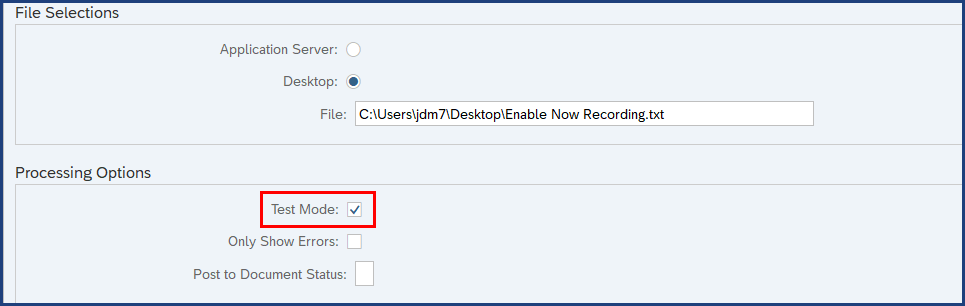 File Selections
Application Server:
Desktop:
File: C:\Users\jdm7\Desktop\Enable Now Recording.txt
Processing Options
Test Mode:
Only Show Errors:
Post to Document Status: